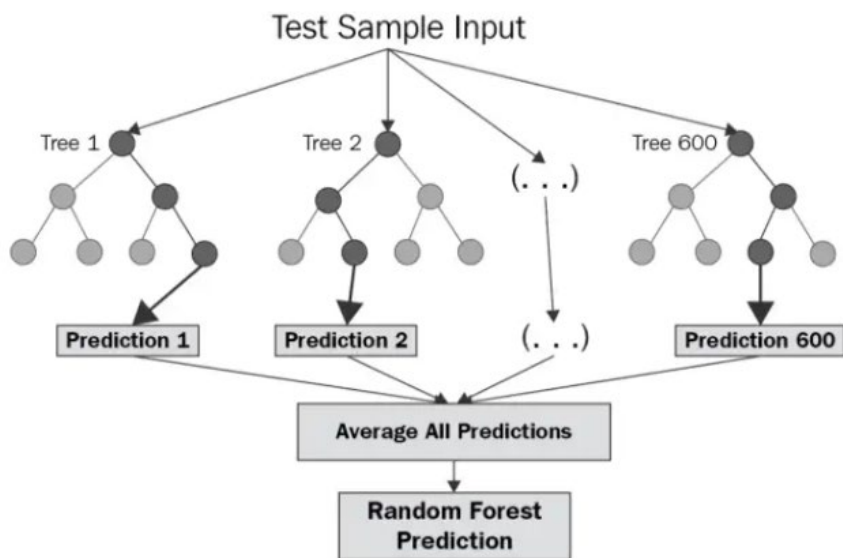 Test Sample Input
Tree 1
Tree 2
Tree 600
(. . .)
Prediction 1
Prediction 2
(. . .)
Prediction 600
Average All Predictions
Random Forest
Prediction